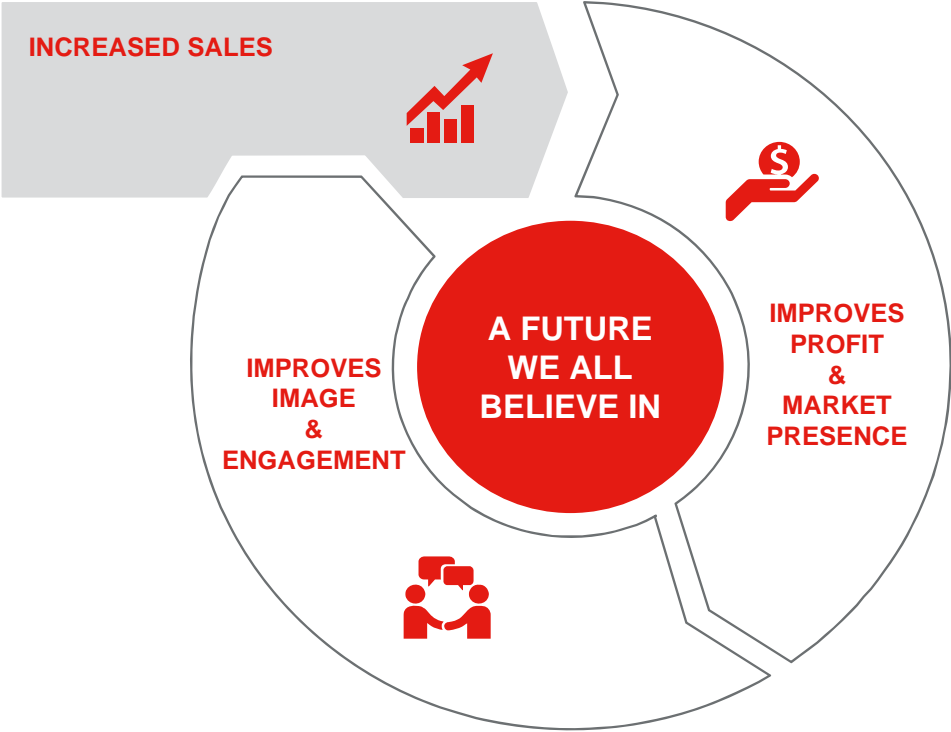 INCREASED SALES
$
IMPROVES
PROFIT
&
MARKET
PRESENCE
A FUTURE
WE ALL
BELIEVE IN
IMPROVES
IMAGE
&
ENGAGEMENT